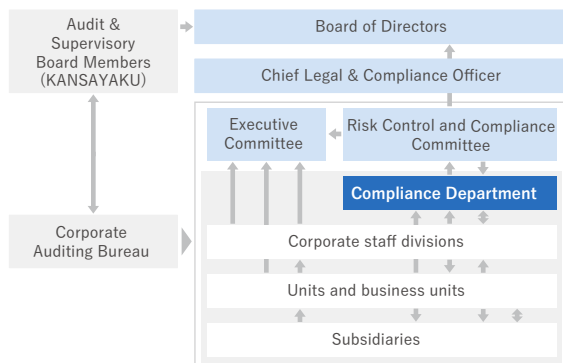 Audit &
Supervisory
Board Members
(KANSAYAKU)
Board of Directors
Chief Legal & Compliance Officer
Executive
Committee
Risk Control and Compliance
Committee
Compliance Department
Corporate
Auditing Bureau
Corporate staff divisions
Units and business units
Subsidiaries